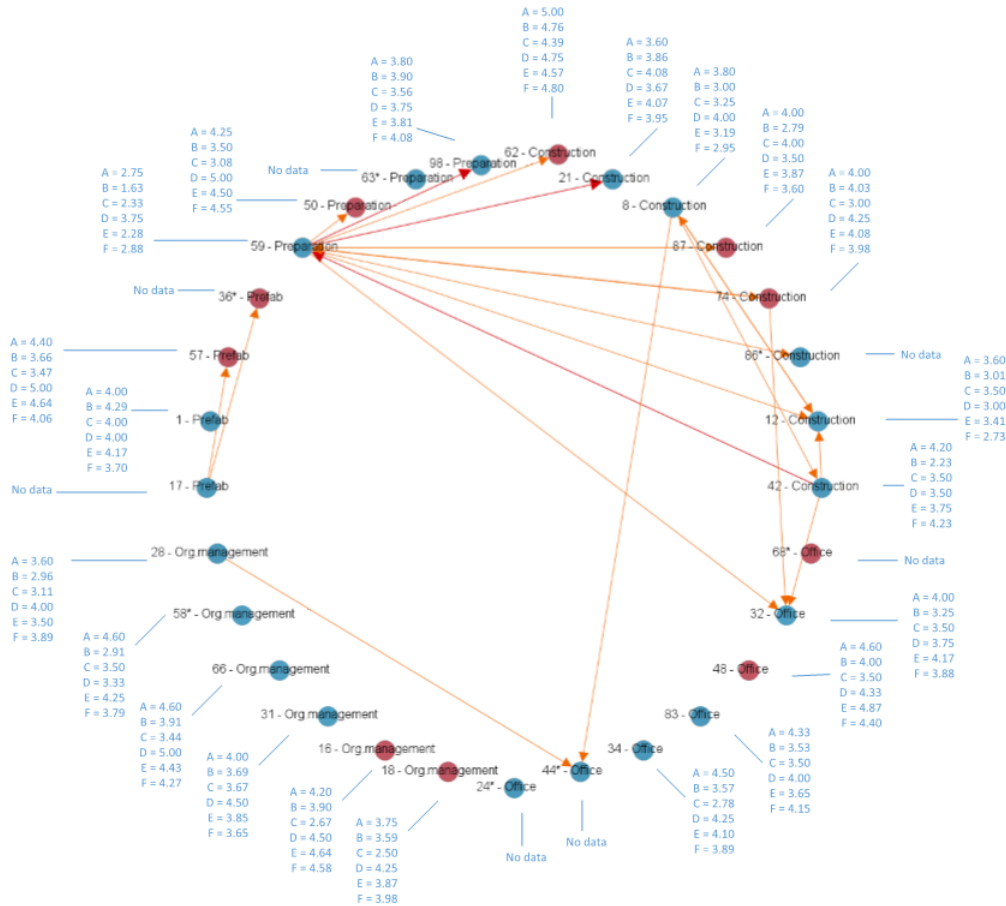 A = 5.00
B = 4.76
C = 4.39
D = 4.75
E = 4.57
F = 4.80
A = 3.60
B = 3.86
C = 4.08
D = 3.67
E = 4.07
F = 3.95
A = 3.80
B = 3.90
C = 3.56
D = 3.75
E = 3.81
F = 4.08
A = 3.80
B = 3.00
C = 3.25
D = 4.00
E = 3.19
F = 2.95
A = 4.00
B = 2.79
C = 4.00
D = 3.50
E = 3.87
F = 3.60
A = 4.25
B = 3.50
C = 3.08
D = 5.00
E = 4.50
F = 4.55
62 - Construction
98 - Preparation
No data
63* - Preparation
21 - Construction
A = 2.75
B = 1.63
C = 2.33
D = 3.75
E = 2.28
F = 2.88
A = 4.00
B = 4.03
C = 3.00
D = 4.25
E = 4.08
F = 3.98
50 - Preparation
8 - Construction
59 - Preparation
87 - Construction
No data
36* - Prefab
74 - Construction
A = 4.40
B = 3.66
C = 3.47
D = 5.00
E = 4.64
F = 4.06
57 - Prefab
86* - Construction
No data
A = 3.60
B = 3.01
C = 3.50
D = 3.00
E = 3.41
F = 2.73
A = 4.00
B = 4.29
C = 4.00
D = 4.00
E = 4.17
F = 3.70
1 - Prefab
12 - Construction
A = 4.20
B = 2.23
C = 3.50
D = 3.50
E = 3.75
F = 4.23
No data
17 - Prefab
42 - Construction
28 - Org.management
68* - Office
No data
A = 3.60
B = 2.96
C = 3.11
D = 4.00
E = 3.50
F = 3.89
58* - Org.management
32 - Office
A = 4.00
B = 3.25
C = 3.50
D = 3.75
E = 4.17
F = 3.88
A = 4.60
B = 2.91
C = 3.50
D = 3.33
E = 4.25
F = 3.79
66 - Org.management
48 - Office
A = 4.60
B = 4.00
C = 3.50
D = 4.33
E = 4.87
F = 4.40
A = 4.60
B = 3.91
C = 3.44
D = 5.00
E = 4.43
F = 4.27
31 - Org.management
83 - Office
A = 4.33
B = 3.53
C = 3.50
D = 4.00
E = 3.65
F = 4.15
A = 4.00
B = 3.69
C = 3.67
D = 4.50
E = 3.85
F = 3.65
16 - Org.management
34 - Office
18 - Org.management
44* - Office
24* - Office
A = 4.50
B = 3.57
C = 2.78
D = 4.25
E = 4.10
F = 3.89
A = 4.20
B = 3.90
C = 2.67
D = 4.50
E = 4.64
F = 4.58
A = 3.75
B = 3.59
C = 2.50
D = 4.25
E = 3.87
F = 3.98
No data
No data